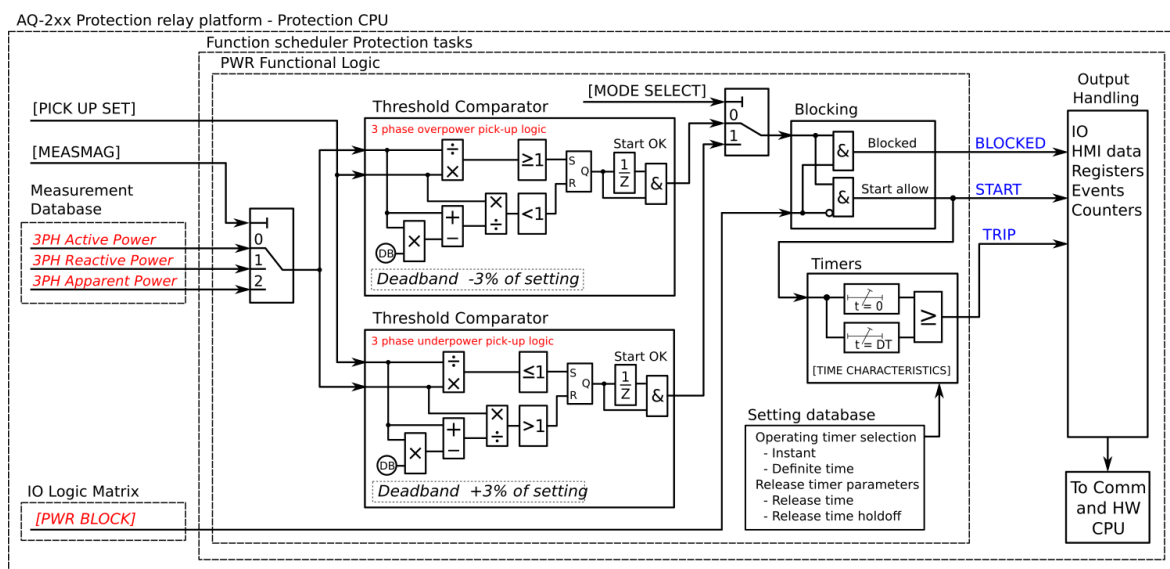 AQ-2xx Protection relay platform - Protection CPU
Function scheduler Protection tasks
PWR Functional Logic
[PICK UP SET]
[MEASMAG]
Measurement
Database
3PH Active Power
3PH Reactive Power
3PH Apparent Power
0
1
2
IO Logic Matrix
[PWR BLOCK]
Threshold Comparator
3 phase overpower pick-up logic
÷
×
≥1
S
R
Q
Start OK
1
Z
&
×
÷
<1
+
−
DB
×
Deadband -3% of setting
Threshold Comparator
3 phase underpower pick-up logic
÷
×
≤1
S
R
Q
Start OK
1
Z
&
×
÷
>1
+
−
DB
×
Deadband +3% of setting
[MODE SELECT]
0
1
Blocking
&
Blocked
&
Start allow
BLOCKED
START
TRIP
Timers
t = 0
t = DT
≥
[TIME CHARACTERISTICS]
Setting database
Operating timer selection
- Instant
- Definite time
Release timer parameters
- Release time
- Release time holdoff
Output
Handling
IO
HMI data
Registers
Events
Counters
To Comm
and HW
CPU